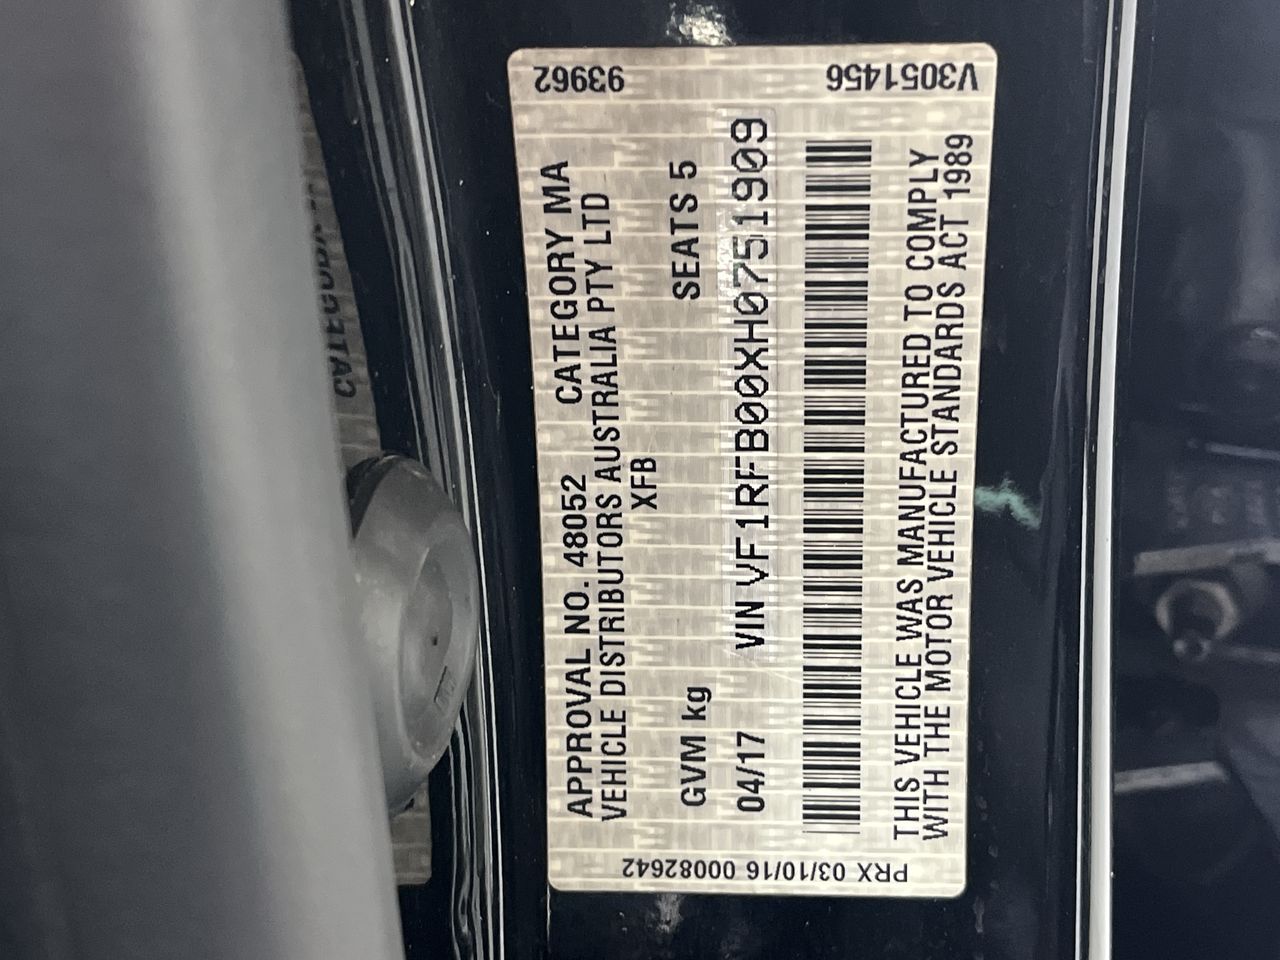 93962
V3051456
APPROVAL NO. 48052 CATEGORY MA
VEHICLE DISTRIBUTORS AUSTRALIA PTY LTD
XFB
GVM kg SEATS 5
04/17 VIN VF1RFB00XH0751909
THIS VEHICLE WAS MANUFACTURED TO COMPLY
WITH THE MOTOR VEHICLE STANDARDS ACT 1989
PRX 03/10/16 00082642
CATEGORY